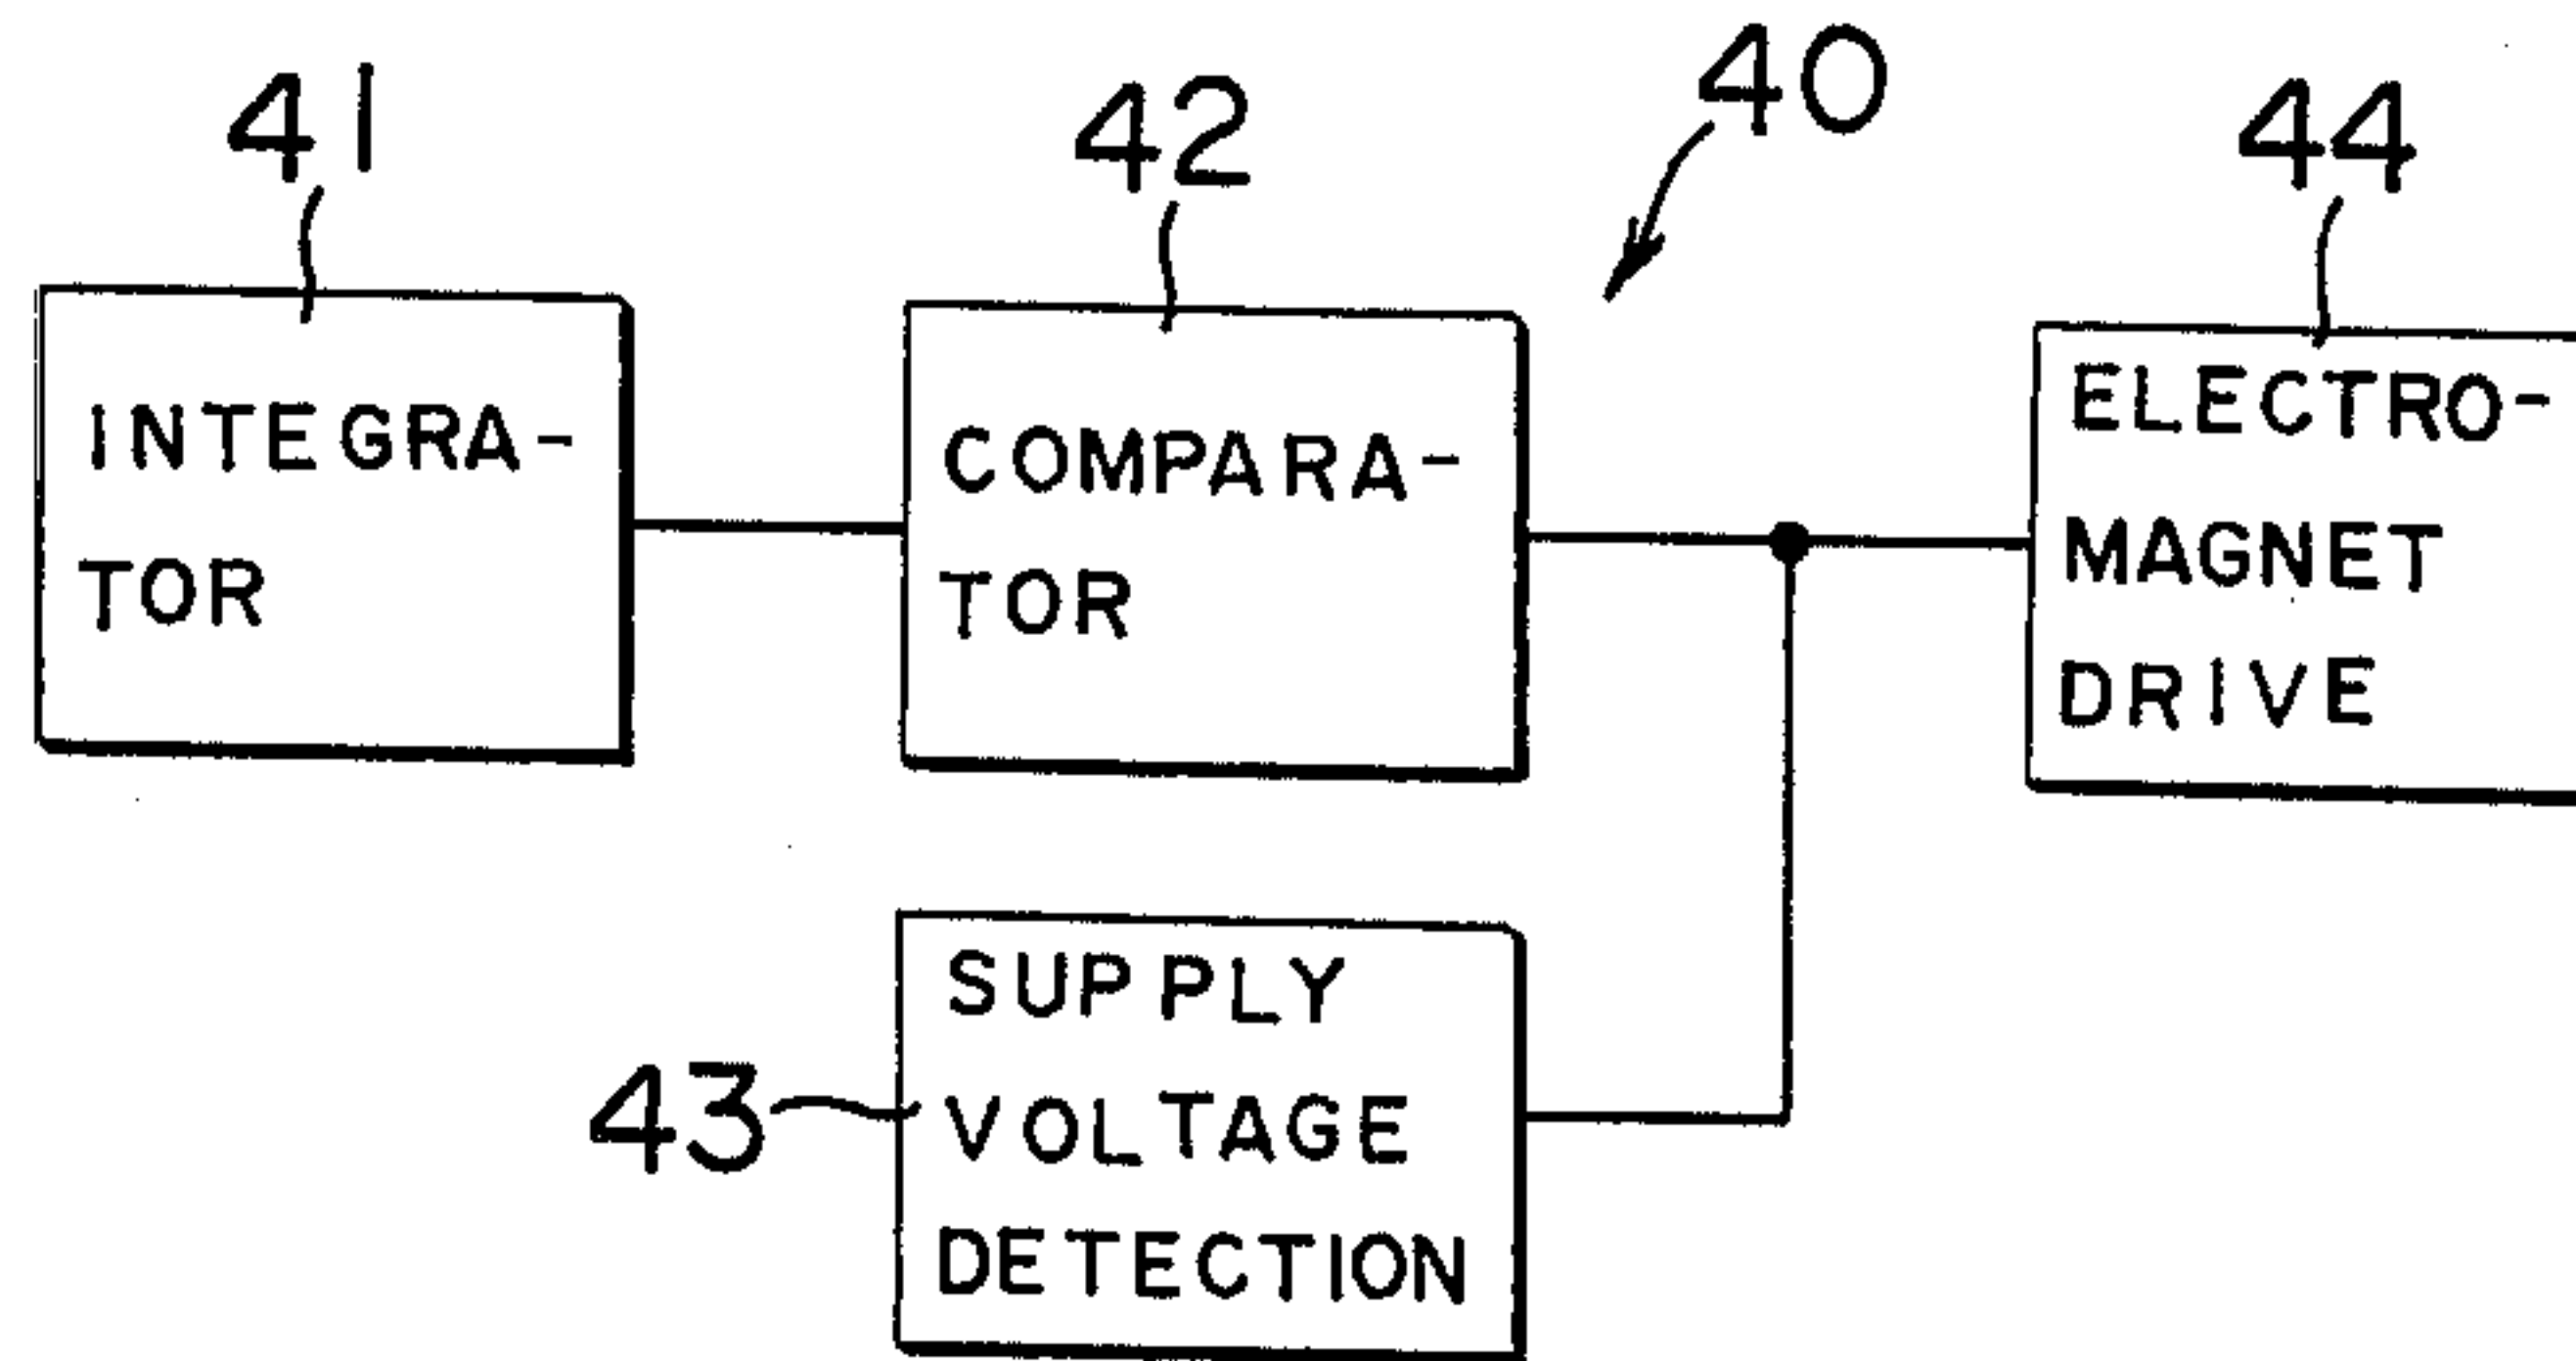 41
42
40
44
INTEGRA-
TOR
COMPARA-
TOR
ELECTRO-
MAGNET
DRIVE
43
SUPPLY
VOLTAGE
DETECTION